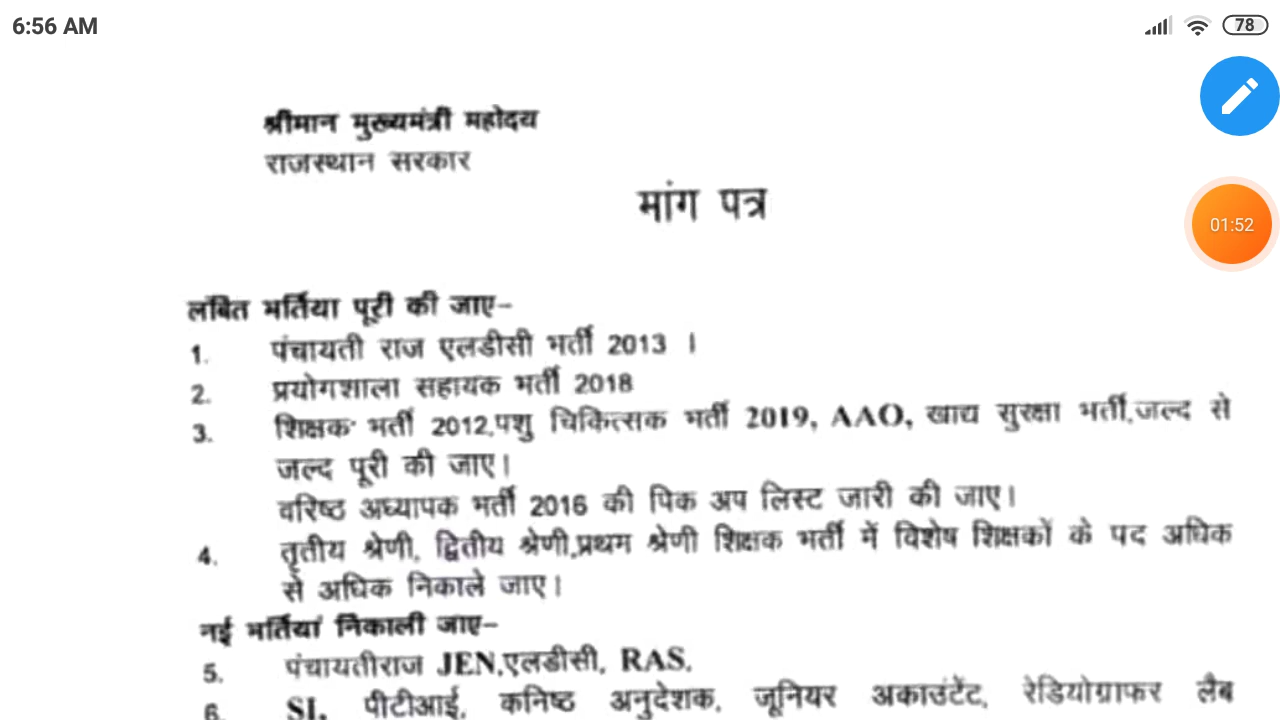 6:56 AM
78
श्रीमान मुख्यमंत्री महोदय
राजस्थान सरकार
मांग पत्र
01:52
लंबित भर्तिया पूरी की जाए–
1. पंचायती राज एलडीसी भर्ती 2013 ।
2. प्रयोगशाला सहायक भर्ती 2018
3. शिक्षक भर्ती 2012,पशु चिकित्सक भर्ती 2019, AAO, खाद्य सुरक्षा भर्ती,जल्द से
जल्द पूरी की जाए।
वरिष्ठ अध्यापक भर्ती 2016 की पिक अप लिस्ट जारी की जाए।
4. तृतीय श्रेणी, द्वितीय श्रेणी,प्रथम श्रेणी शिक्षक भर्ती में विशेष शिक्षकों के पद अधिक
से अधिक निकाले जाए।
नई भर्तियां निकाली जाए–
5. पंचायतीराज JEN,एलडीसी, RAS,
6. SI, पीटीआई, कनिष्ठ अनुदेशक, जूनियर अकाउंटेंट, रेडियोग्राफर लैब